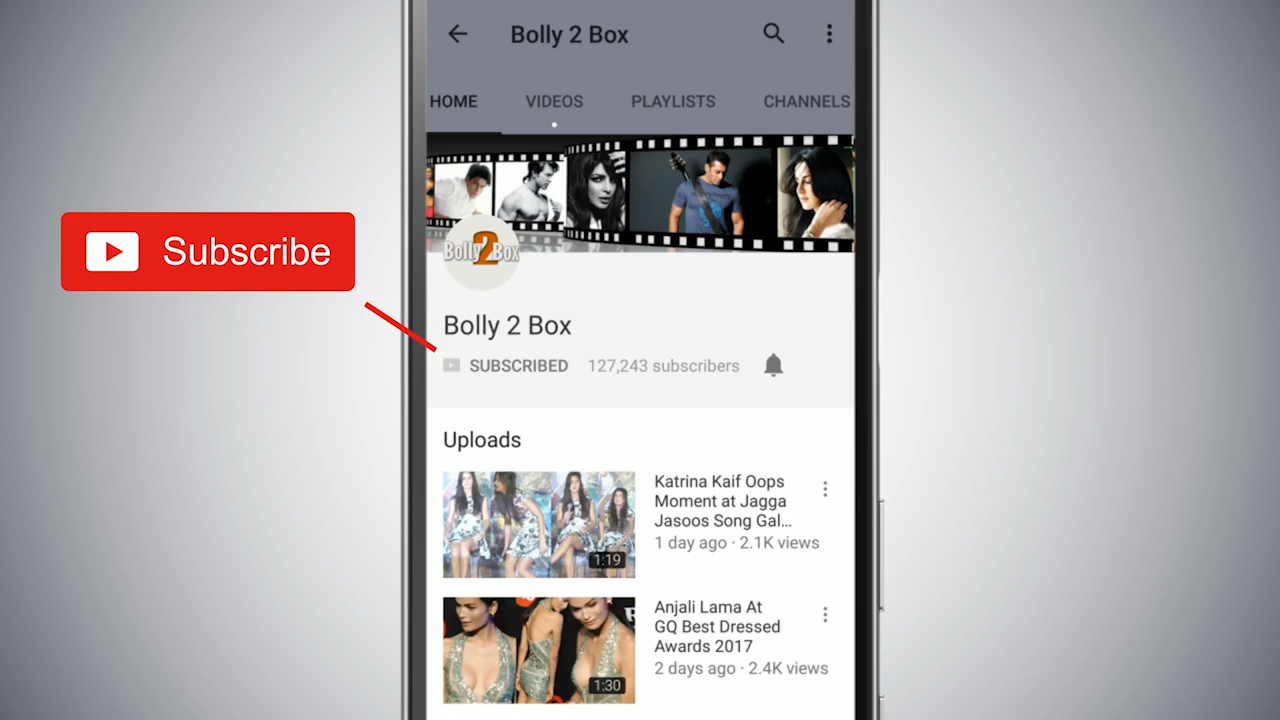 Bolly 2 Box
HOME VIDEOS PLAYLISTS CHANNELS
Subscribe
Bolly 2 Box
Bolly 2 Box
SUBSCRIBED 127,243 subscribers
Uploads
Katrina Kaif Oops
Moment at Jagga
Jasoos Song Gal...
1 day ago · 2.1K views
1:19
Anjali Lama At
GQ Best Dressed
Awards 2017
2 days ago · 2.4K views
1:30